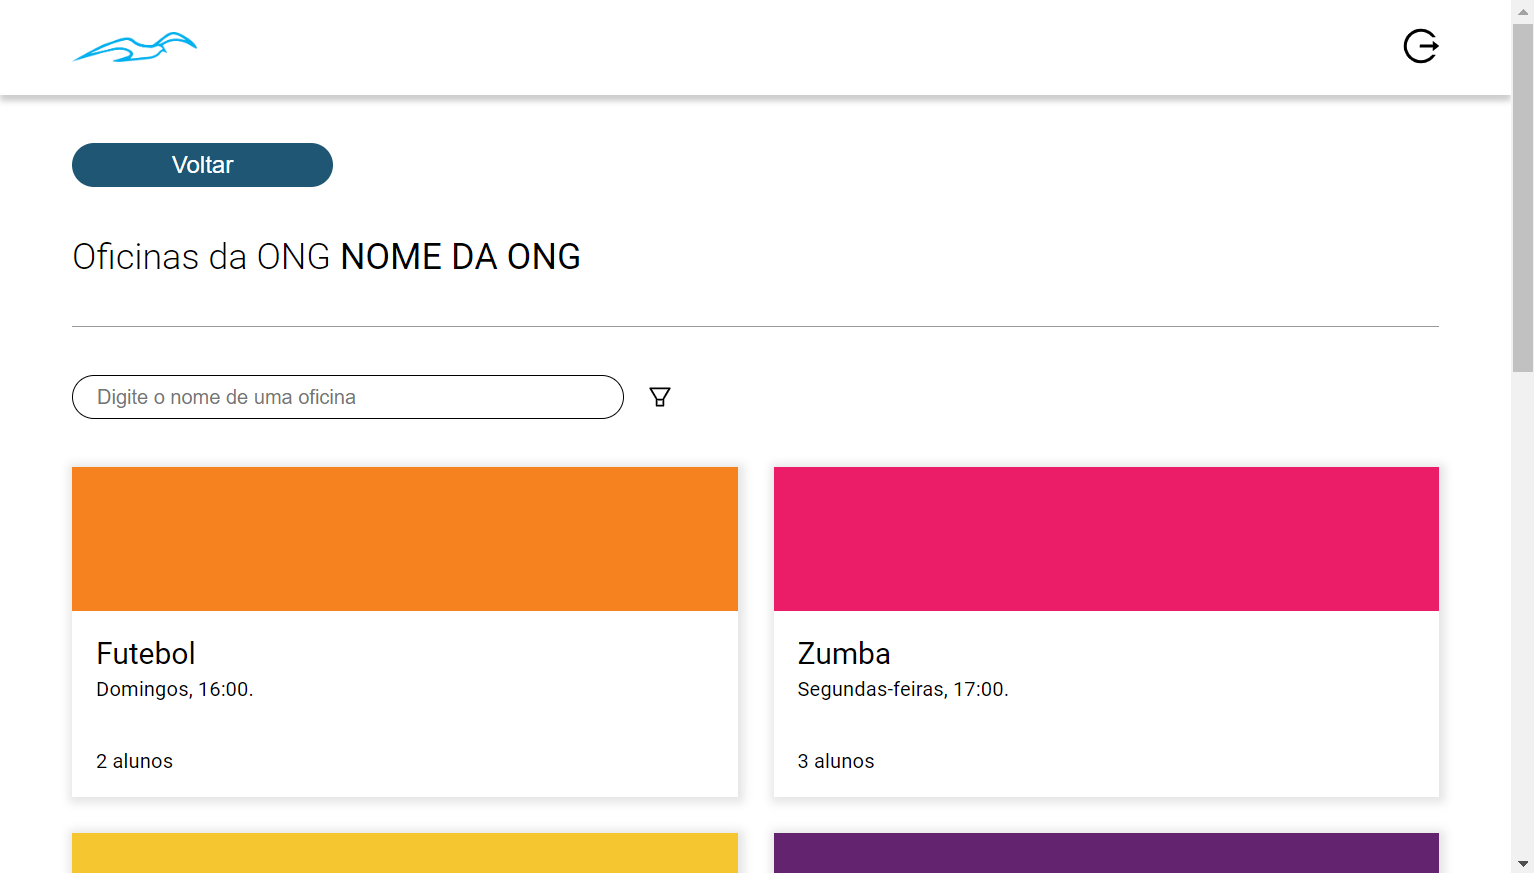 Voltar
Oficinas da ONG NOME DA ONG
Digite o nome de uma oficina
Futebol
Domingos, 16:00.
2 alunos
Zumba
Segundas-feiras, 17:00.
3 alunos